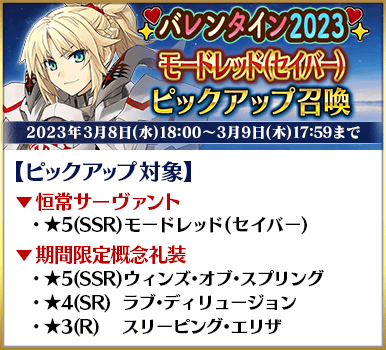 バレンタイン2023
モードレッド(セイバー)
ピックアップ召喚
2023年3月8日(水)18:00～3月9日(木)17:59まで
【ピックアップ対象】
▼恒常サーヴァント
・★5(SSR)モードレッド(セイバー)
▼期間限定概念礼装
・★5(SSR)ウィンズ・オブ・スプリング
・★4(SR) ラブ・ディリュージョン
・★3(R) スリーピング・エリザ